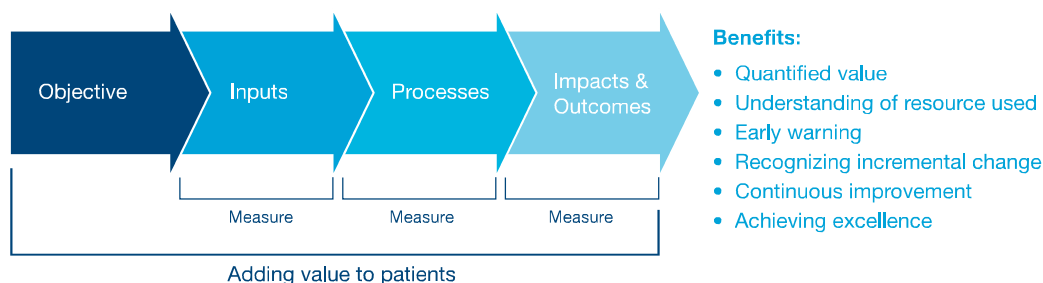 Objective
Inputs
Processes
Impacts &
Outcomes
Measure
Measure
Measure
Adding value to patients
Benefits:
• Quantified value
• Understanding of resource used
• Early warning
• Recognizing incremental change
• Continuous improvement
• Achieving excellence